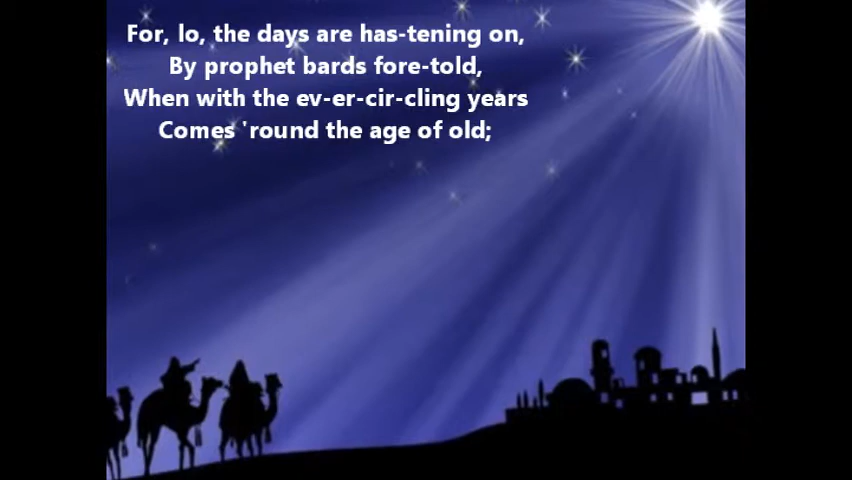 For, lo, the days are has-tening on,
By prophet bards fore-told,
When with the ev-er-cir-cling years
Comes 'round the age of old;